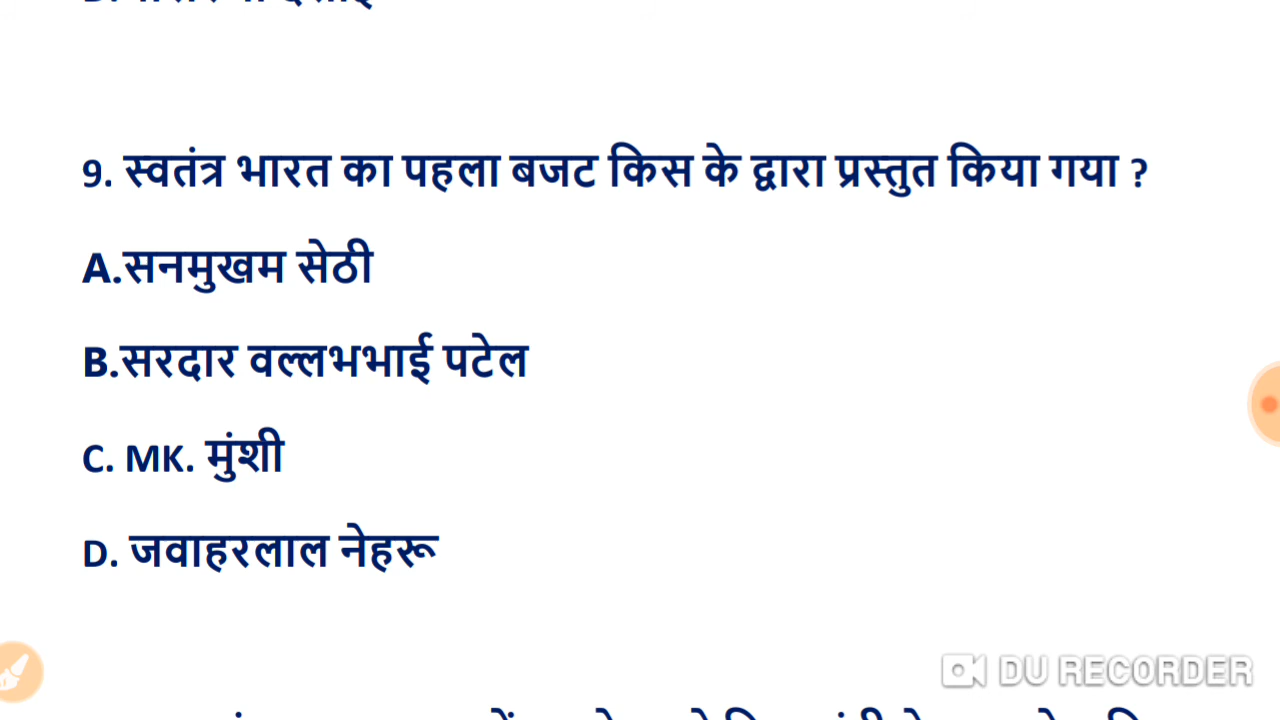 9. स्वतंत्र भारत का पहला बजट किस के द्वारा प्रस्तुत किया गया ?
A.सनमुखम सेठी
B.सरदार वल्लभभाई पटेल
C. MK. मुंशी
D. जवाहरलाल नेहरू
DU RECORDER